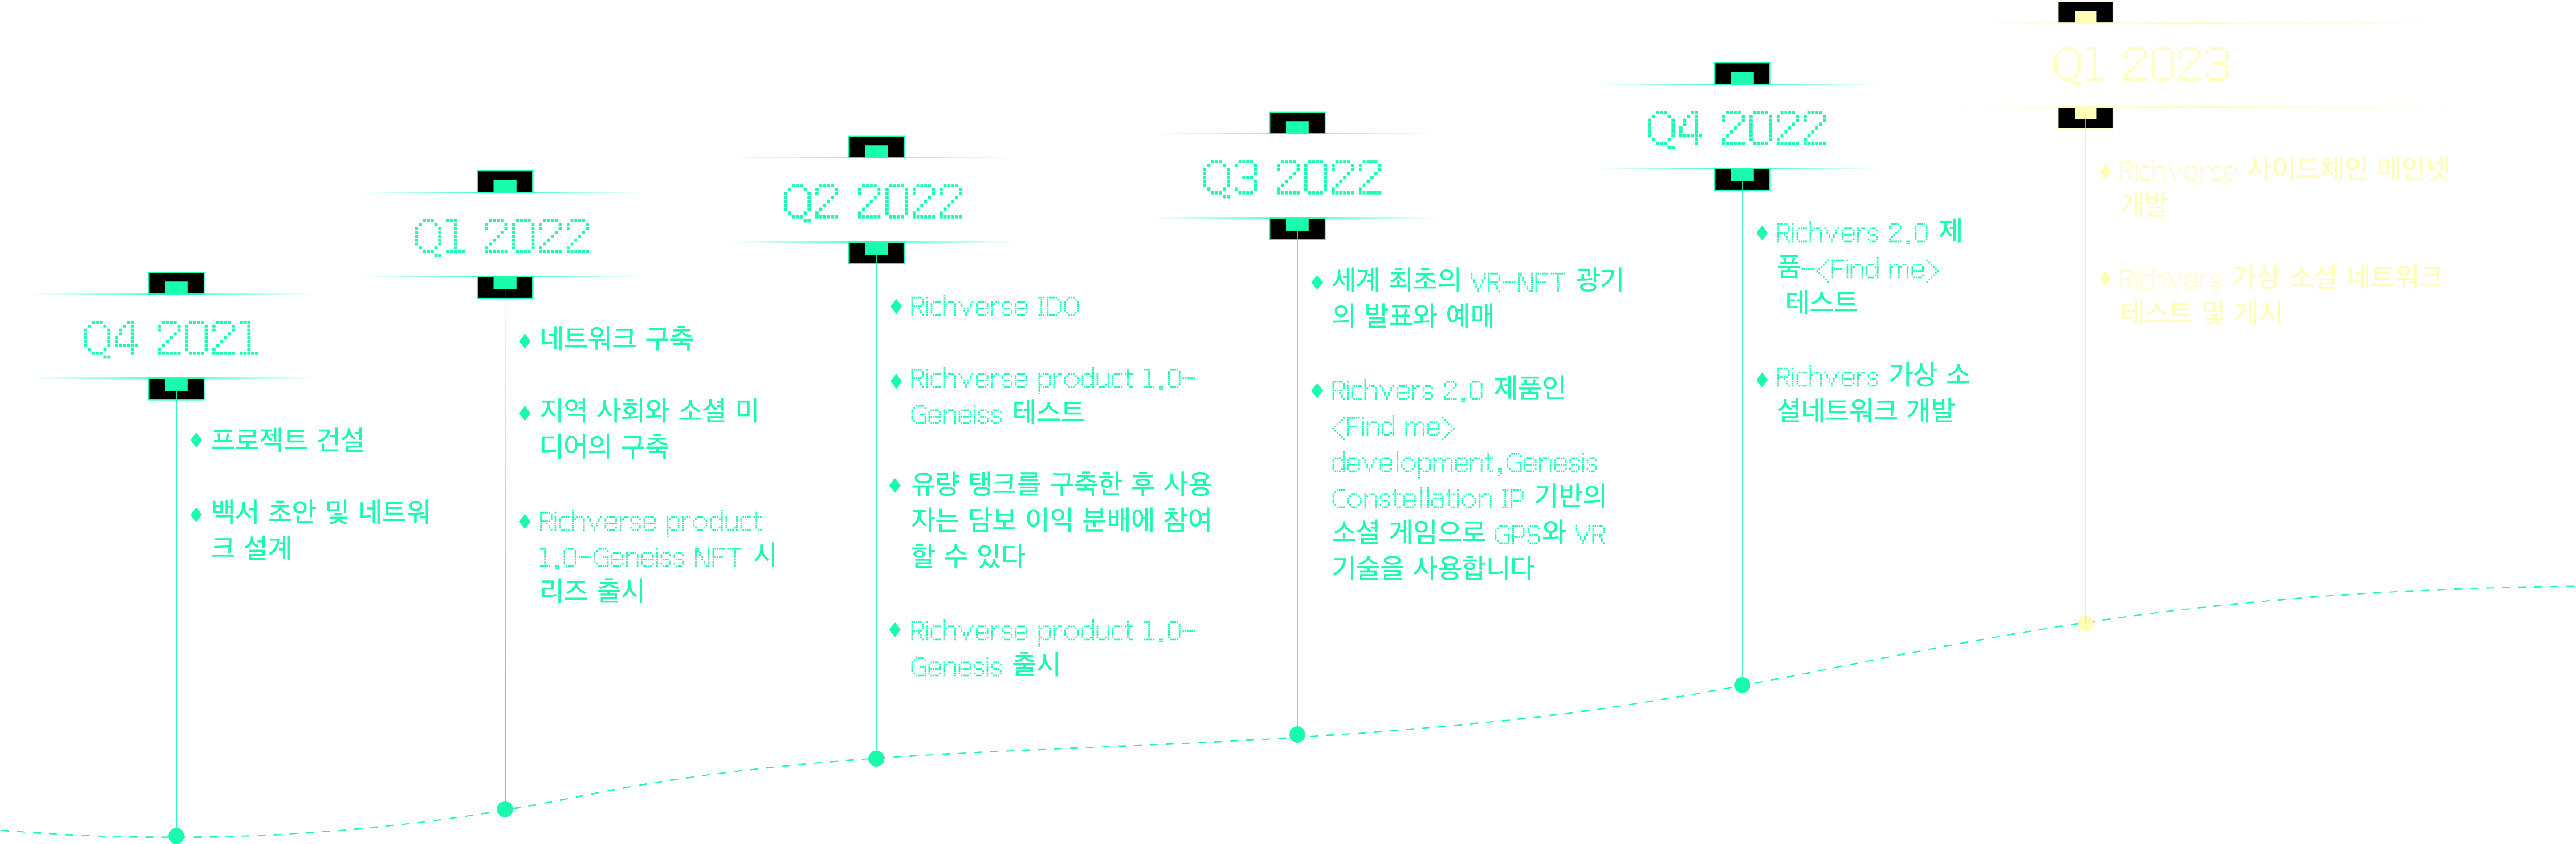 Q4 2021
프로젝트 건설
백서 초안 및 네트워
크 설계
Q1 2022
네트워크 구축
지역 사회와 소셜 미
디어의 구축
Richverse product
1.0-Geneiss NFT 시
리즈 출시
Q2 2022
Richverse IDO
Richverse product 1.0-
Geneiss 테스트
유량 탱크를 구축한 후 사용
자는 담보 이익 분배에 참여
할 수 있다
Richverse product 1.0-
Genesis 출시
Q3 2022
세계 최초의 VR-NFT 광기
의 발표와 예매
Richvers 2.0 제품인
<Find me>
development,Genesis
Constellation IP 기반의
소셜 게임으로 GPS와 VR
기술을 사용합니다
Q4 2022
Richvers 2.0 제
품-<Find me>
테스트
Richvers 가상 소
셜네트워크 개발
Q1 2023
Richverse 사이드체인 메인넷
개발
Richvers 가상 소셜 네트워크
테스트 및 게시